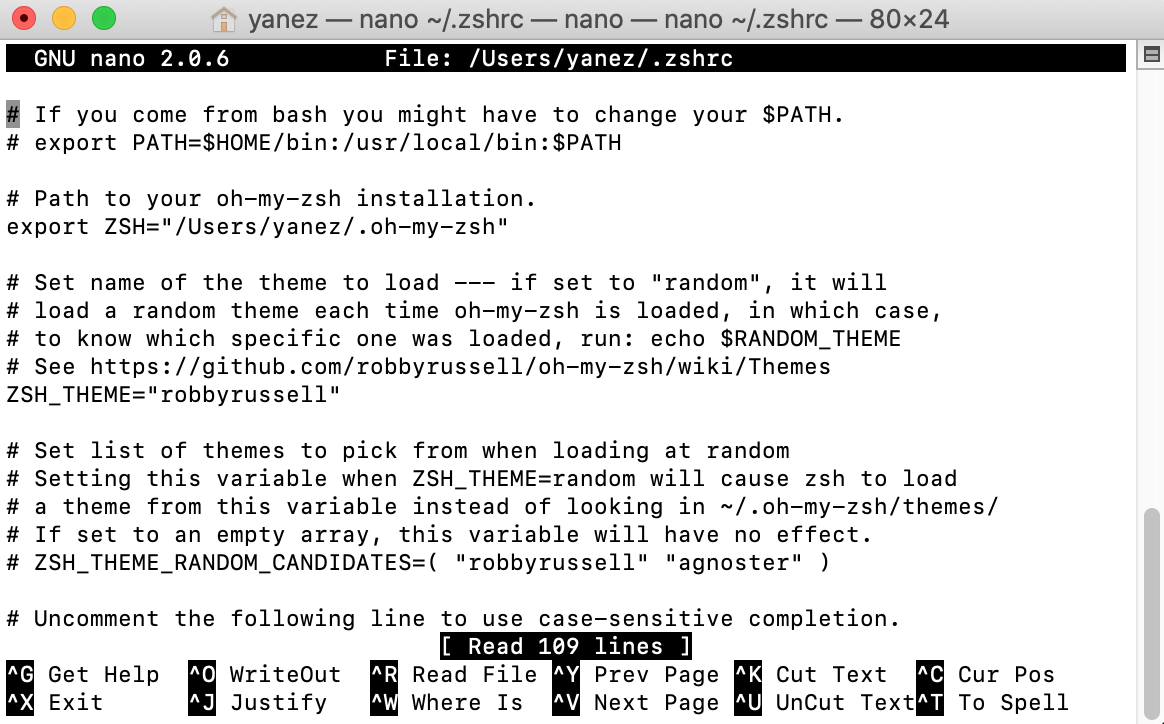 yanez — nano ~/.zshrc — nano — nano ~/.zshrc — 80×24
GNU nano 2.0.6 File: /Users/yanez/.zshrc
# If you come from bash you might have to change your $PATH.
# export PATH=$HOME/bin:/usr/local/bin:$PATH
# Path to your oh-my-zsh installation.
export ZSH="/Users/yanez/.oh-my-zsh"
# Set name of the theme to load --- if set to "random", it will
# load a random theme each time oh-my-zsh is loaded, in which case,
# to know which specific one was loaded, run: echo $RANDOM_THEME
# See https://github.com/robbyrussell/oh-my-zsh/wiki/Themes
ZSH_THEME="robbyrussell"
# Set list of themes to pick from when loading at random
# Setting this variable when ZSH_THEME=random will cause zsh to load
# a theme from this variable instead of looking in ~/.oh-my-zsh/themes/
# If set to an empty array, this variable will have no effect.
# ZSH_THEME_RANDOM_CANDIDATES=( "robbyrussell" "agnoster" )
# Uncomment the following line to use case-sensitive completion.
[ Read 109 lines ]
^G Get Help ^O WriteOut ^R Read File ^Y Prev Page ^K Cut Text ^C Cur Pos
^X Exit ^J Justify ^W Where Is ^V Next Page ^U UnCut Text^T To Spell